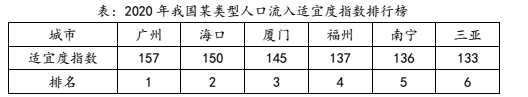 表：2020年我国某类型人口流入适宜度指数排行榜
城市 广州 海口 厦门 福州 南宁 三亚
适宜度指数 157 150 145 137 136 133
排名 1 2 3 4 5 6